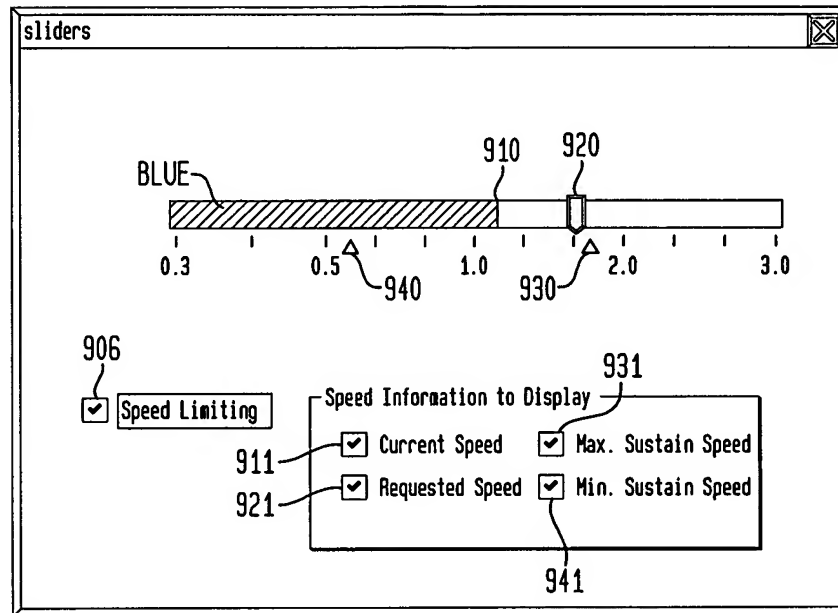 sliders
910
920
BLUE
0.3 0.5 1.0 2.0 3.0
940
930
906
931
Speed Limiting
Speed Information to Display
911
Current Speed
Max. Sustain Speed
921
Requested Speed
Min. Sustain Speed
941